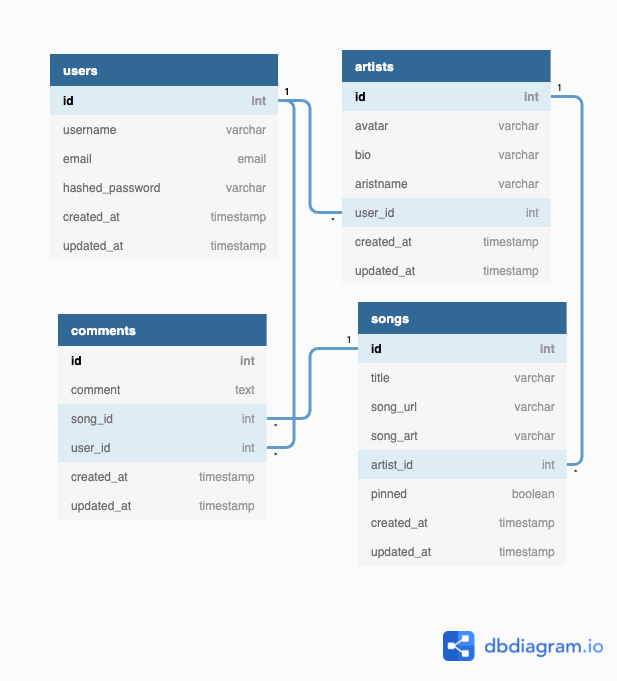 users
id int
username varchar
email email
hashed_password varchar
created_at timestamp
updated_at timestamp
1
*
*
artists
id int
avatar varchar
bio varchar
aristname varchar
user_id int
created_at timestamp
updated_at timestamp
1
*
comments
id int
comment text
song_id int
user_id int
created_at timestamp
updated_at timestamp
*
songs
id int
title varchar
song_url varchar
song_art varchar
artist_id int
pinned boolean
created_at timestamp
updated_at timestamp
1
dbdiagram.io